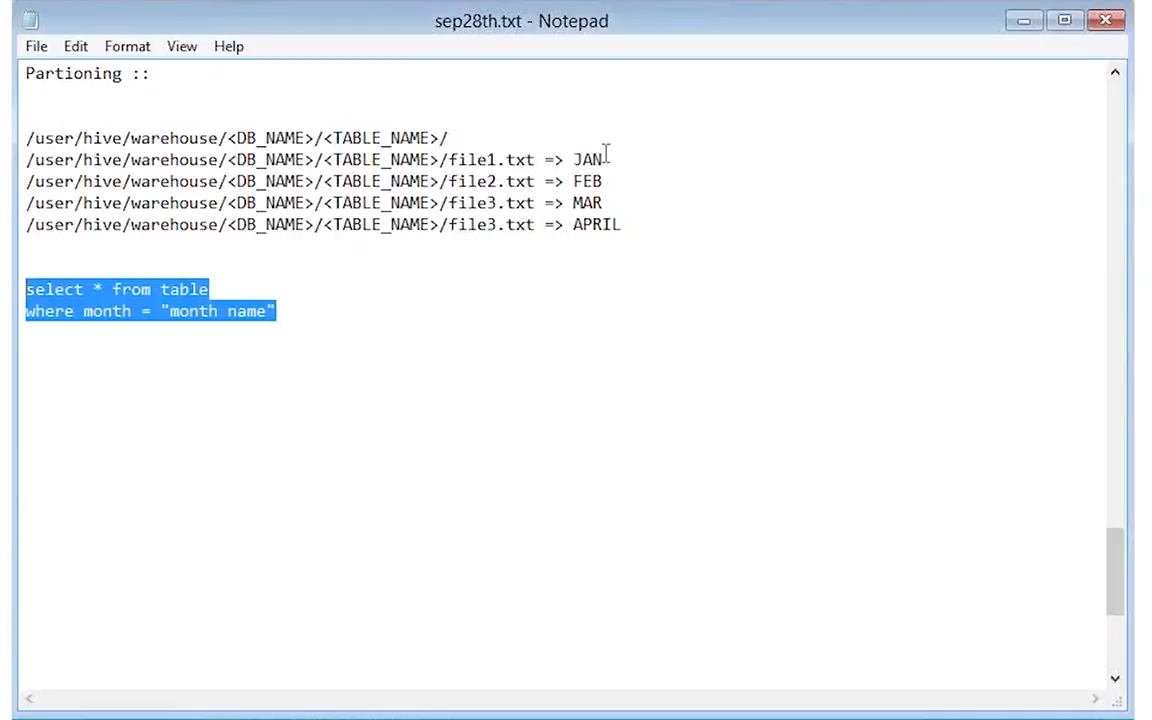 sep28th.txt - Notepad
File Edit Format View Help
Partioning ::
/user/hive/warehouse/<DB_NAME>/<TABLE_NAME>/
/user/hive/warehouse/<DB_NAME>/<TABLE_NAME>/file1.txt => JAN
/user/hive/warehouse/<DB_NAME>/<TABLE_NAME>/file2.txt => FEB
/user/hive/warehouse/<DB_NAME>/<TABLE_NAME>/file3.txt => MAR
/user/hive/warehouse/<DB_NAME>/<TABLE_NAME>/file3.txt => APRIL
select * from table
where month = "month name"